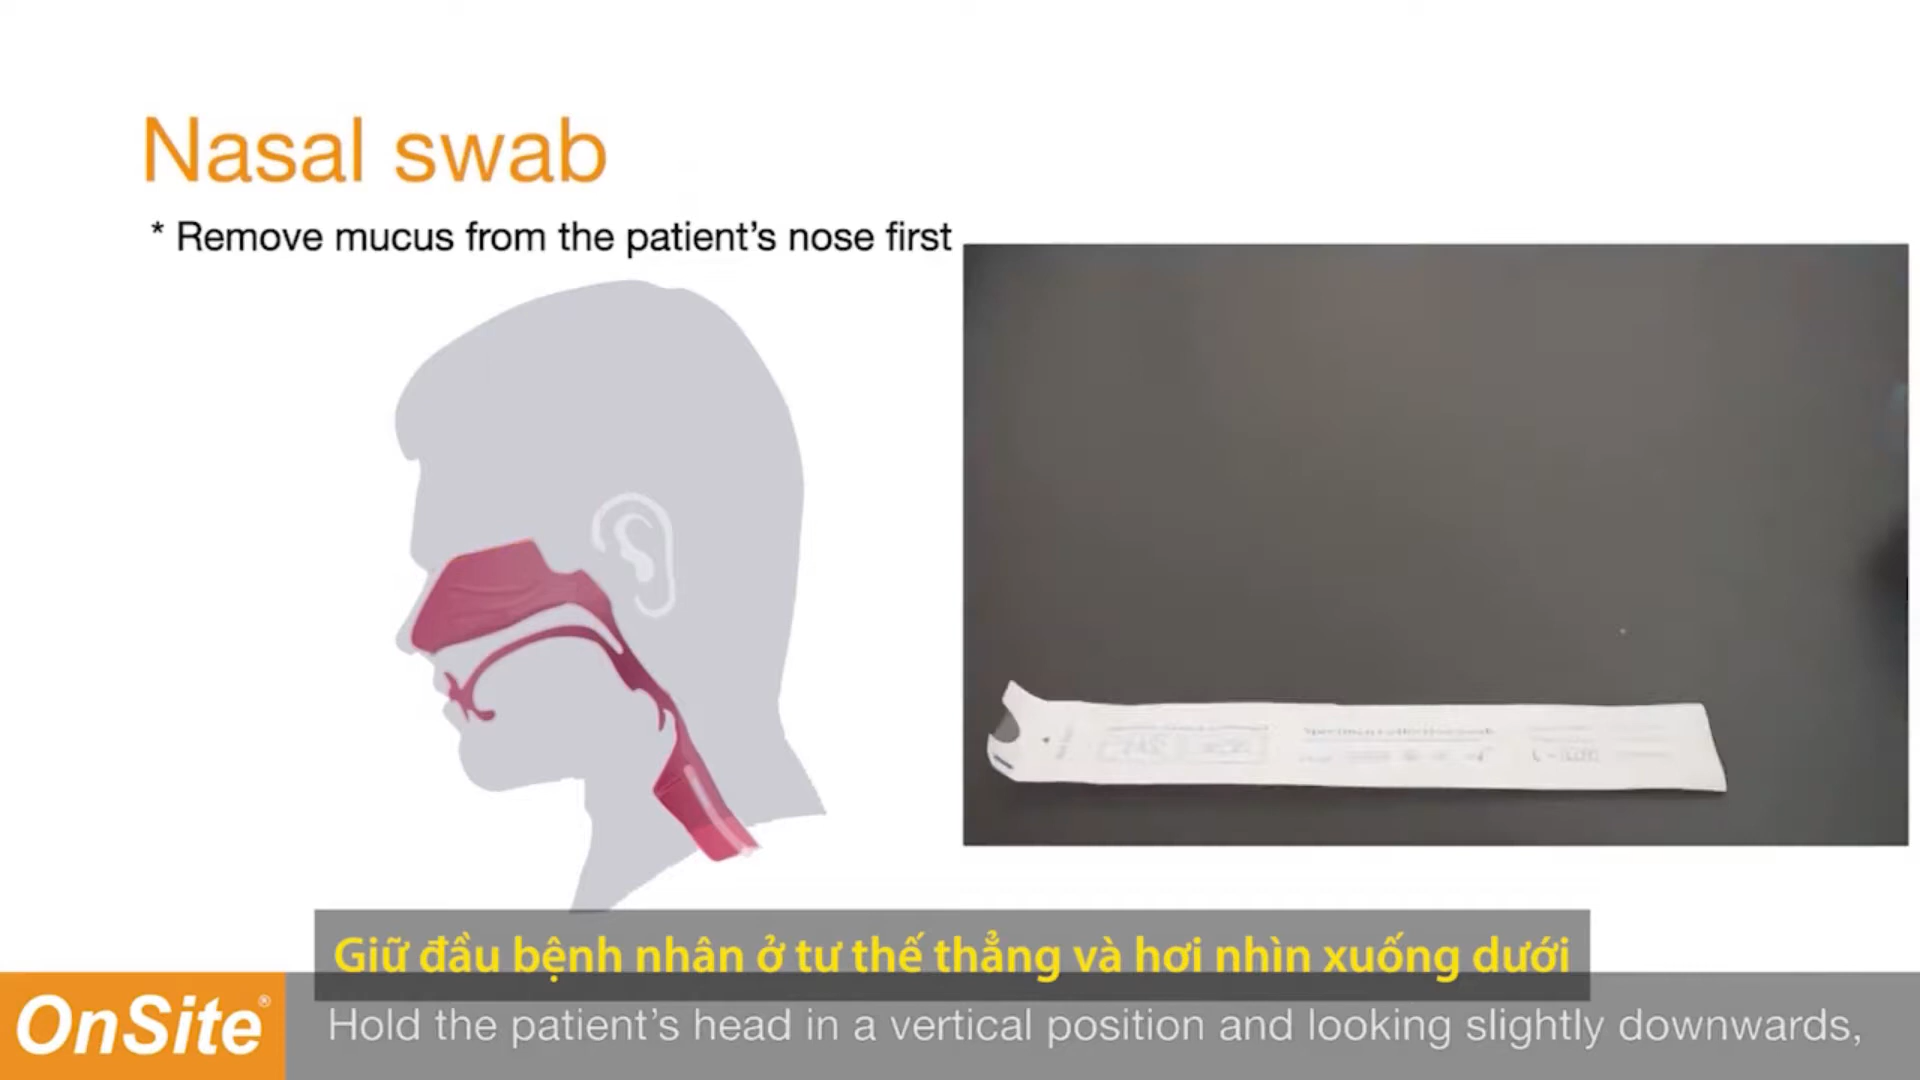 Nasal swab
* Remove mucus from the patient's nose first
Giữ đầu bệnh nhân ở tư thế thẳng và hơi nhìn xuống dưới
OnSite®
Hold the patient's head in a vertical position and looking slightly downwards,